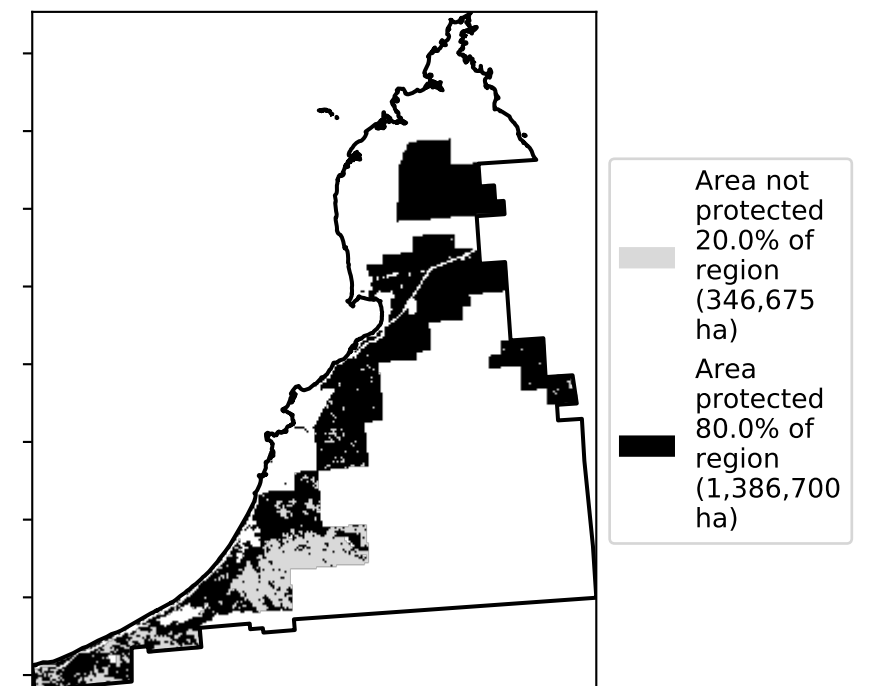 Area not
protected
20.0% of
region
(346,675
ha)
Area
protected
80.0% of
region
(1,386,700
ha)